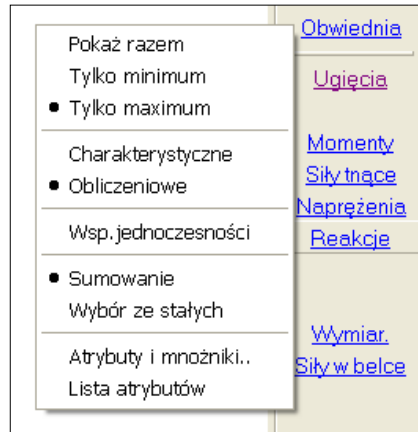 Pokaż razem
Tylko minimum
Tylko maximum
Charakterystyczne
Obliczeniowe
Wsp.jednoczesności
Sumowanie
Wybór ze stałych
Atrybuty i mnożniki..
Lista atrybutów
Obwiednia
Ugięcia
Momenty
Siły tnące
Naprężenia
Reakcje
Wymiar.
Siły w belce